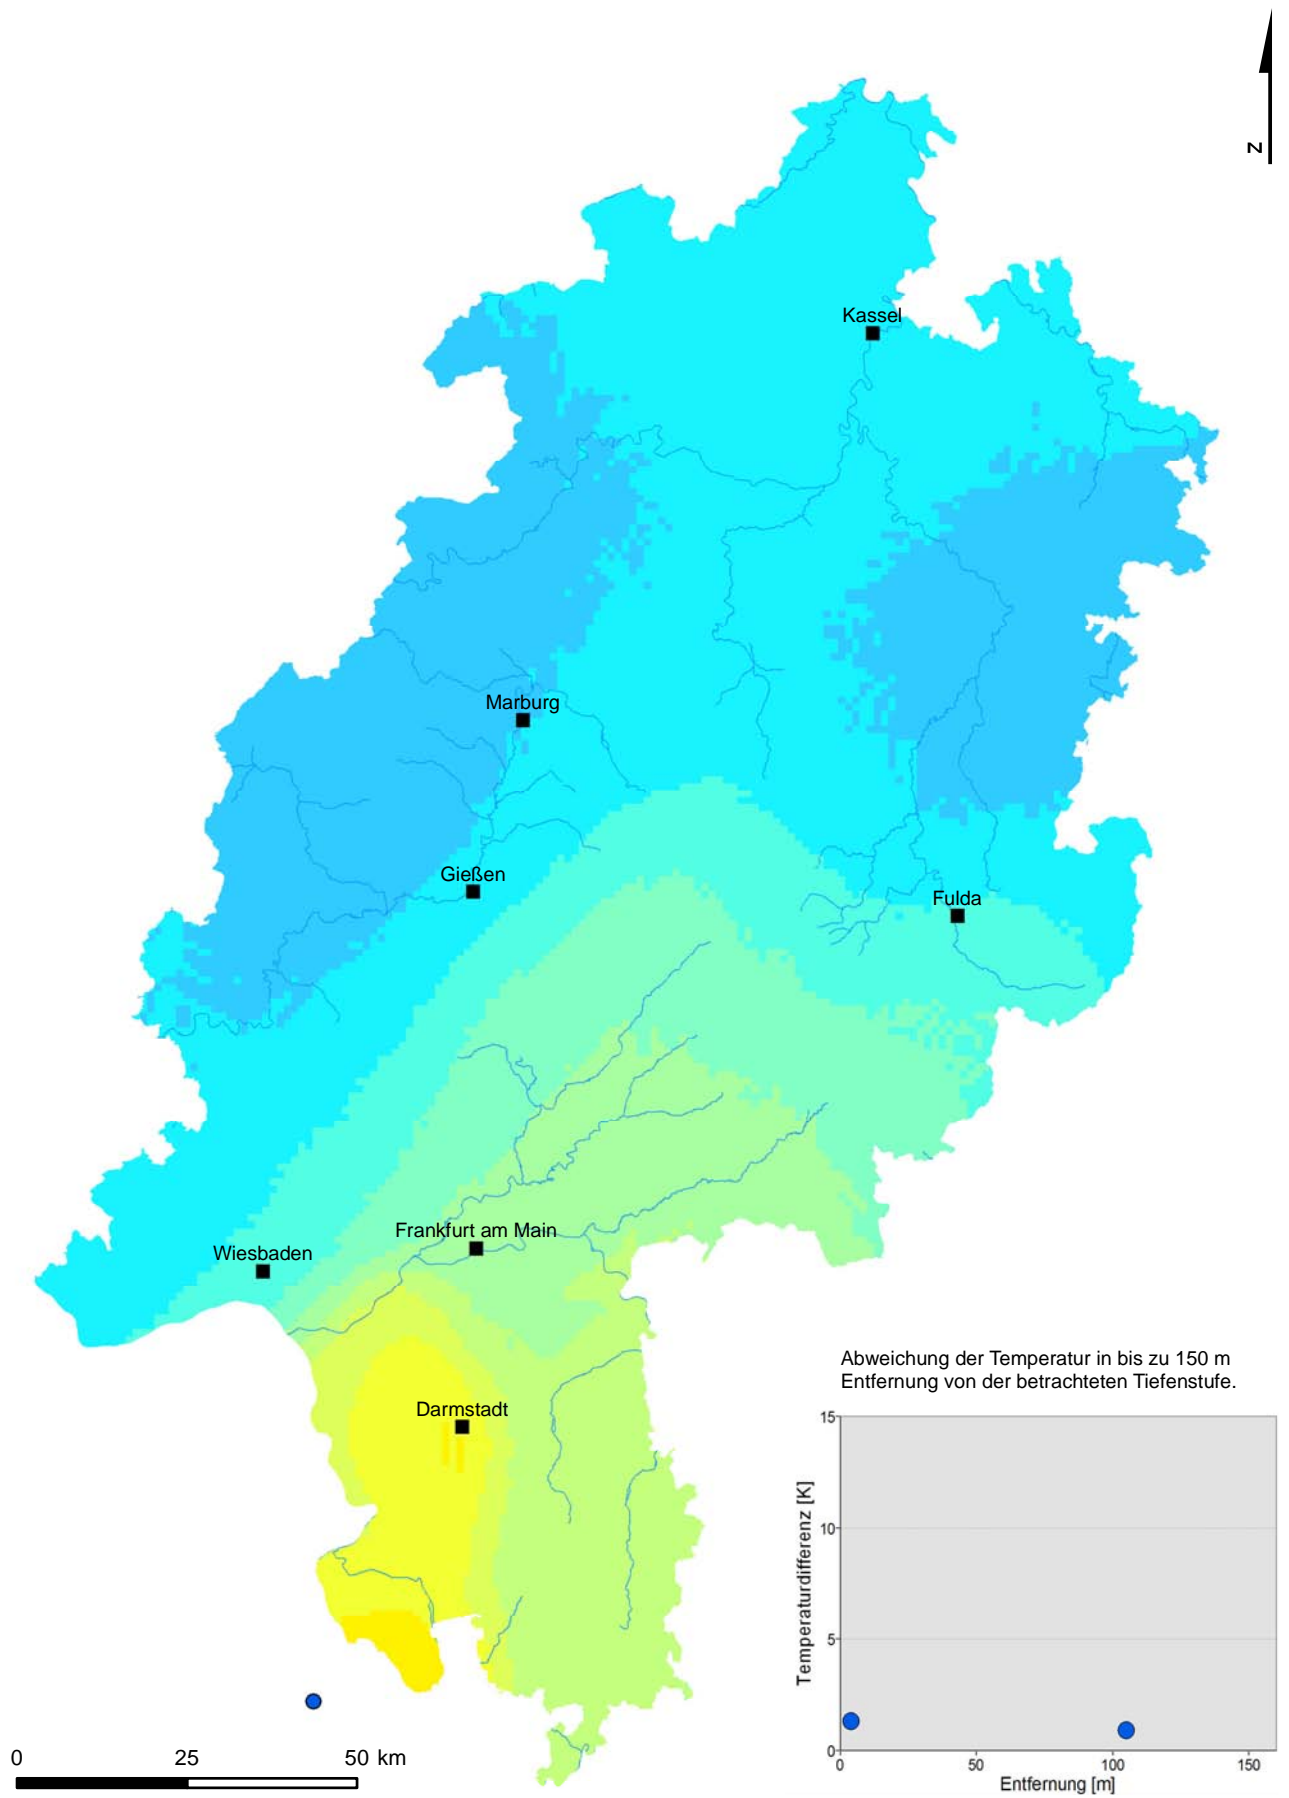 N
Kassel
Marburg
Gießen
Fulda
Frankfurt am Main
Wiesbaden
Darmstadt
Abweichung der Temperatur in bis zu 150 m
Entfernung von der betrachteten Tiefenstufe.
15
10
5
0
Temperaturdifferenz [K]
0 50 100 150
Entfernung [m]
0 25 50 km